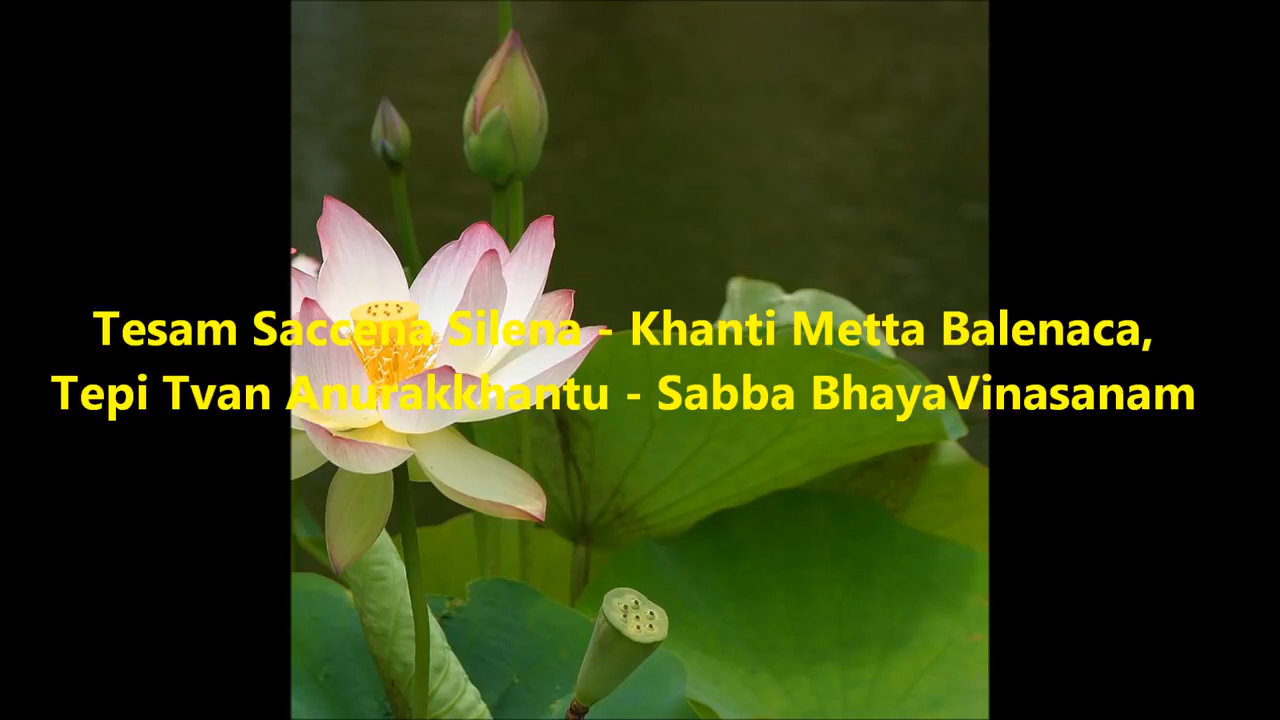 Tesam Saccena Silena - Khanti Metta Balenaca,
Tepi Tvan Anurakkhantu - Sabba BhayaVinasanam